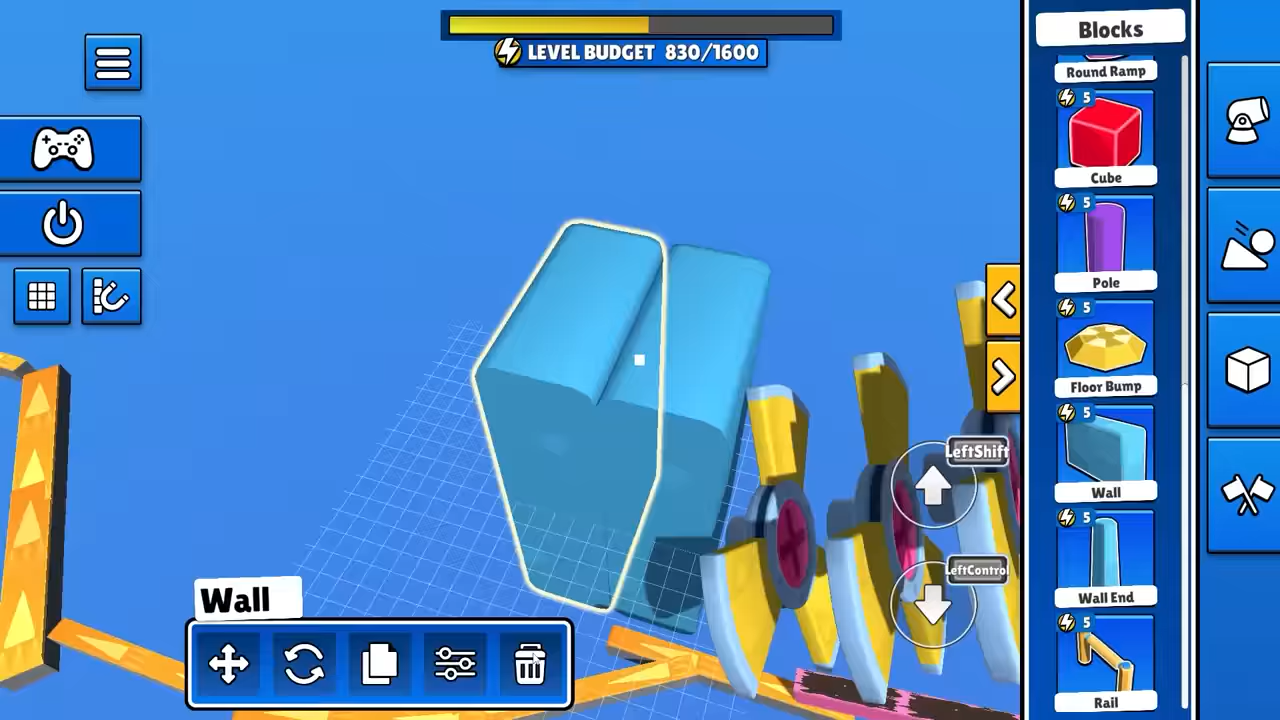 LEVEL BUDGET 830/1600
Blocks
Round Ramp
5
Cube
5
Pole
5
Floor Bump
5
Wall
5
Wall End
5
Rail
LeftShift
LeftControl
Wall